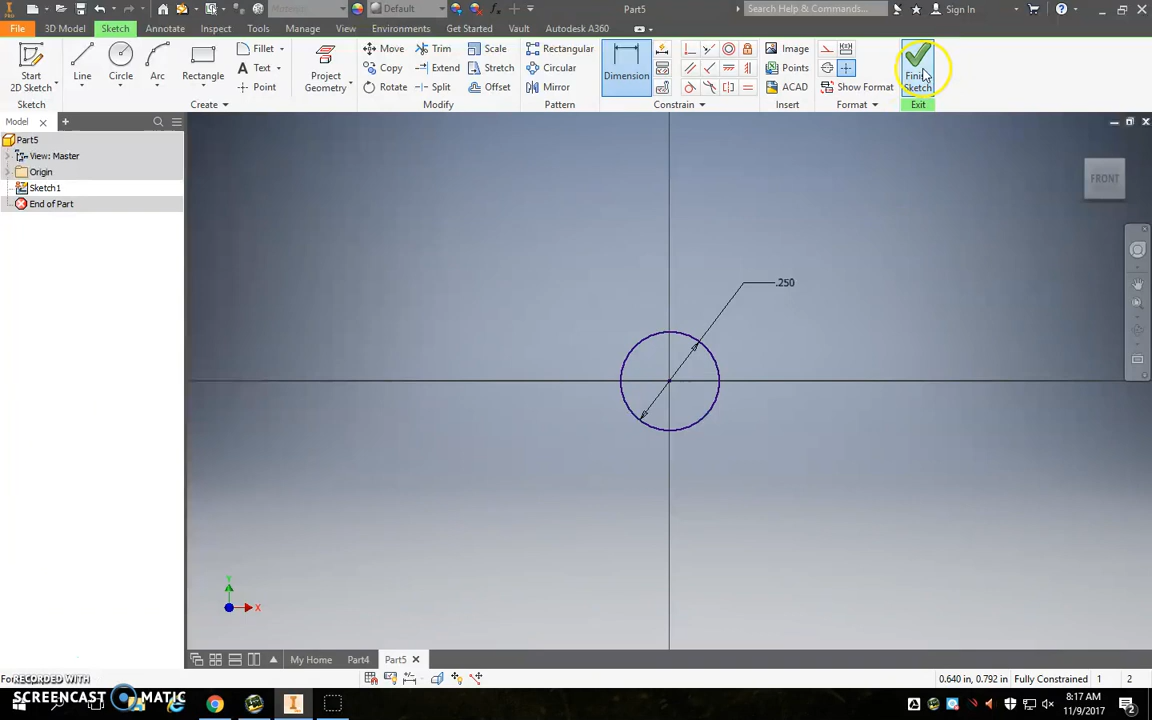 Materials
Default
Part5
Search Help & Commands...
Sign In
File
3D Model
Sketch
Annotate
Inspect
Tools
Manage
View
Environments
Get Started
Vault
Autodesk A360
Start
2D Sketch
Line
Circle
Arc
Rectangle
Fillet
Text
Point
Project
Geometry
Move
Copy
Rotate
Trim
Extend
Split
Scale
Stretch
Offset
Rectangular
Circular
Mirror
Dimension
Image
Points
ACAD
Show Format
Finish
Sketch
Sketch
Create
Modify
Pattern
Constrain
Insert
Format
Exit
Model
Part5
View: Master
Origin
Sketch1
End of Part
FRONT
.250
Y
X
My Home
Part4
Part5
0.640 in, 0.792 in
Fully Constrained
1
2
RECORDED WITH
SCREENCAST MATIC
8:17 AM
11/9/2017
2